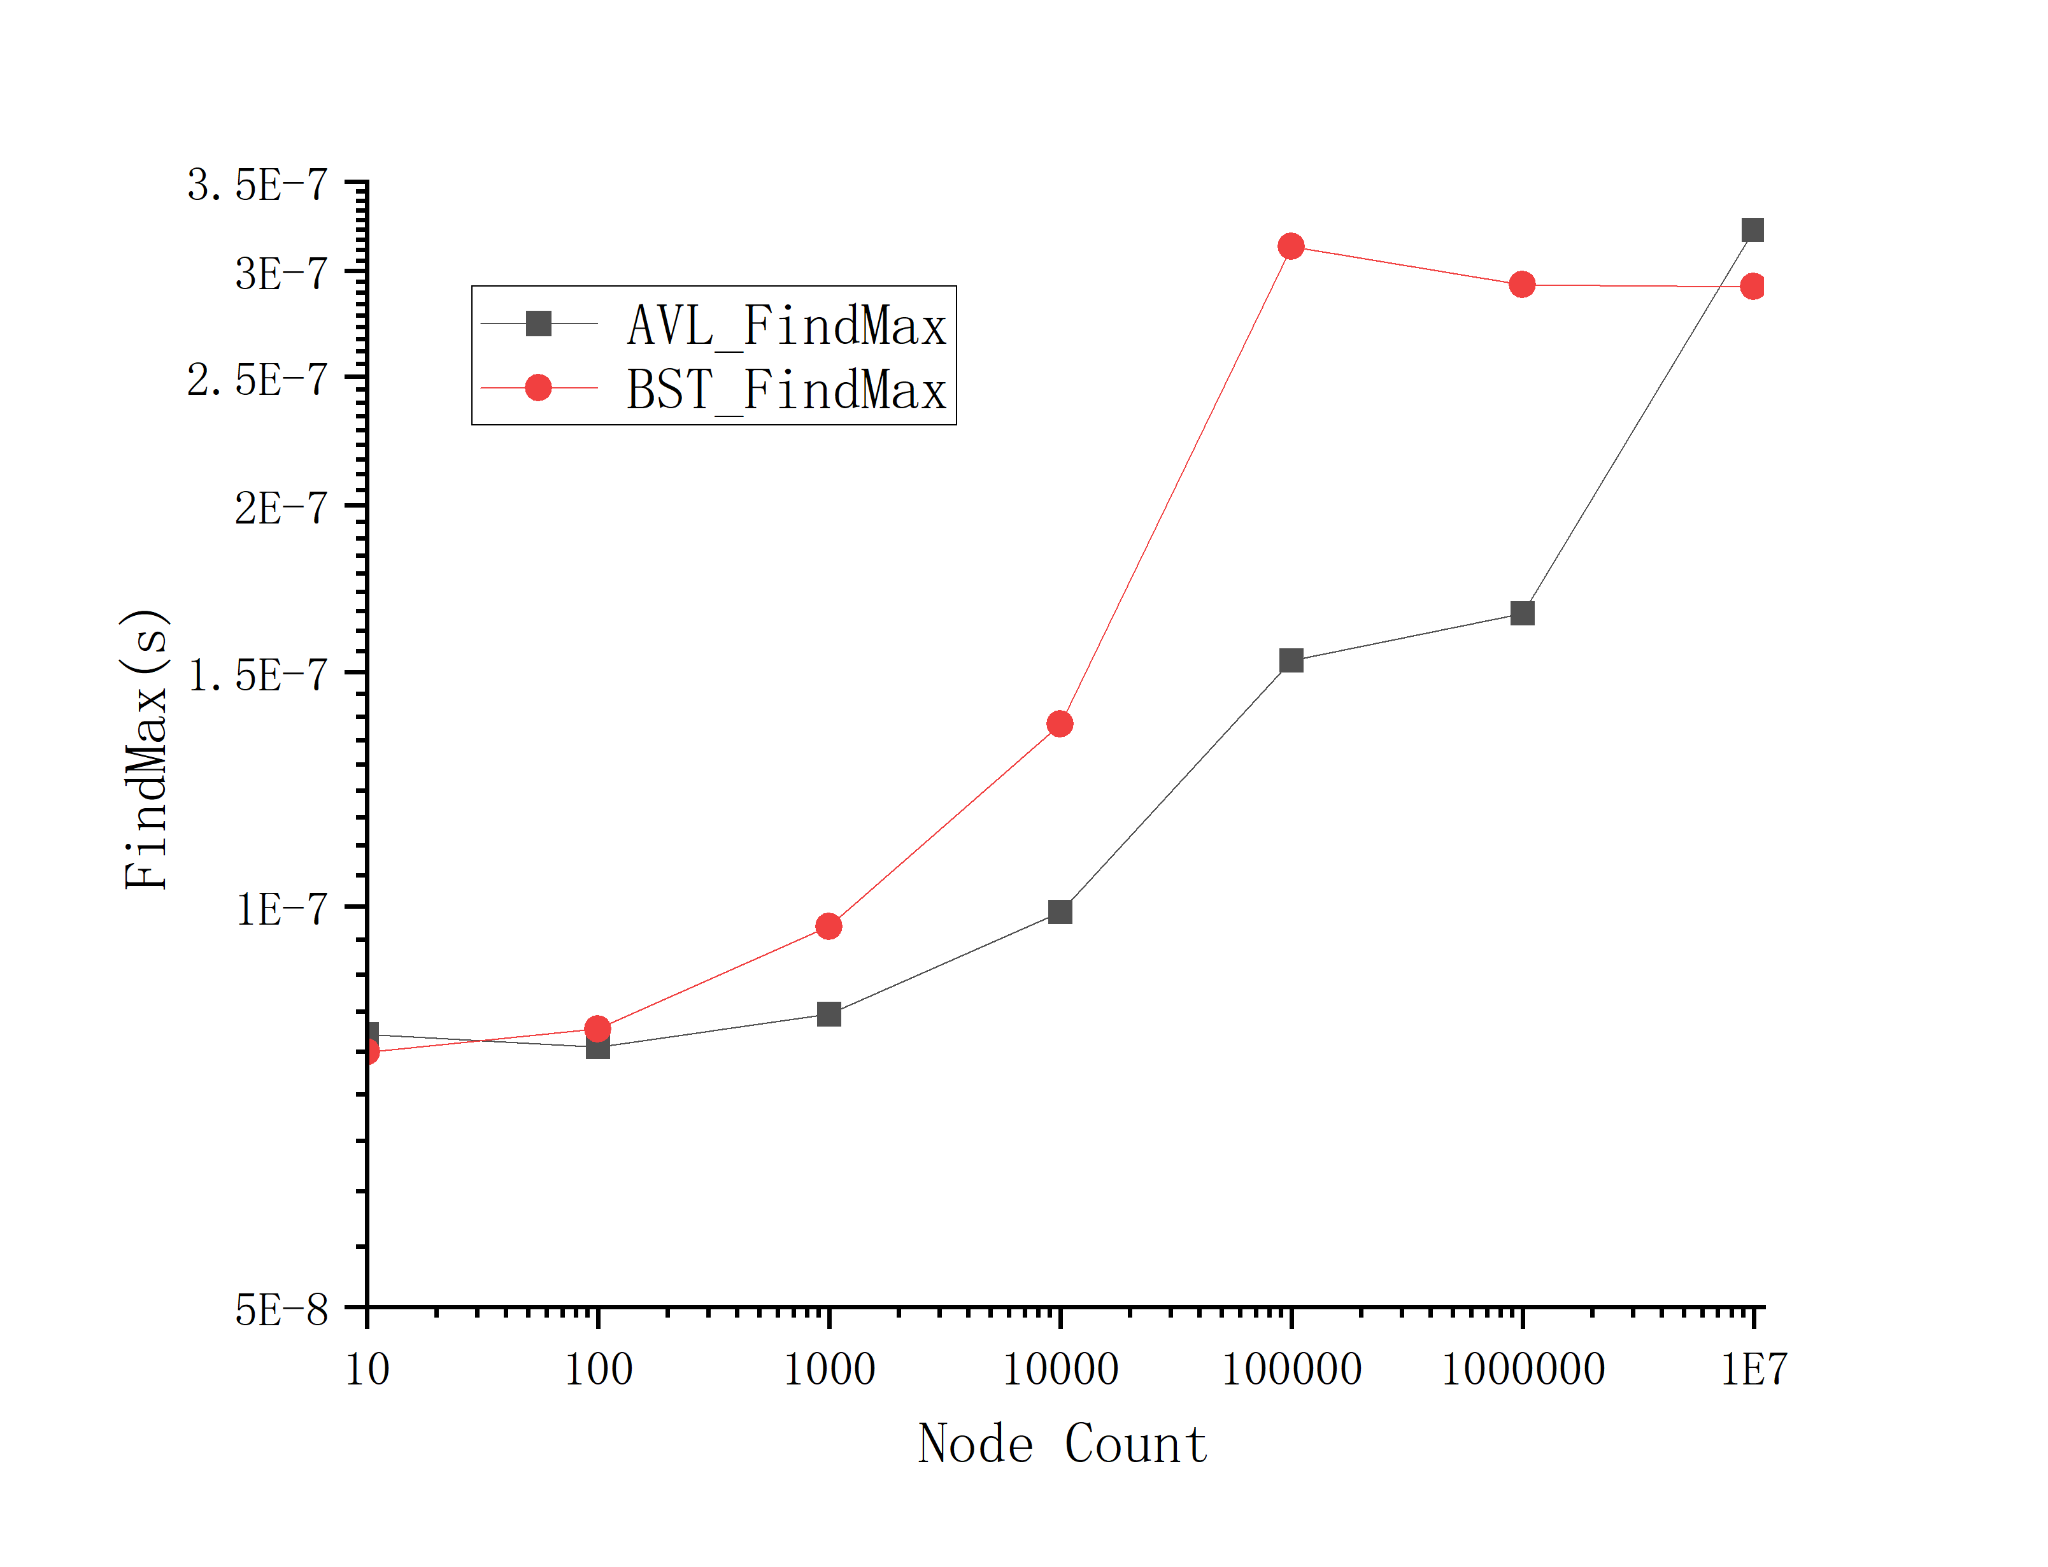 3.5E-7
3E-7
2.5E-7
2E-7
1.5E-7
1E-7
5E-8
FindMax(s)
AVL_FindMax
BST_FindMax
10 100 1000 10000 100000 1000000 1E7
Node Count